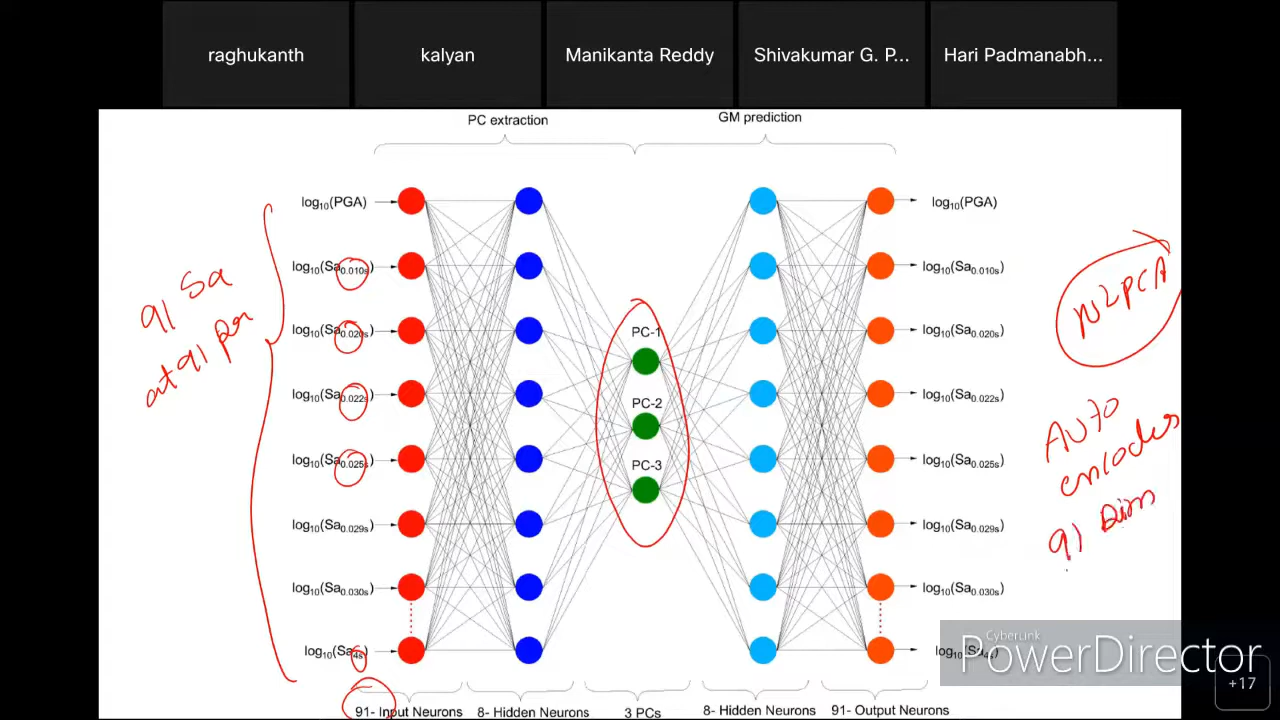 raghukanth
kalyan
Manikanta Reddy
Shivakumar G. P...
Hari Padmanabh...
PC extraction
GM prediction
log10(PGA)
log10(Sa0.010s)
log10(Sa0.020s)
log10(Sa0.022s)
log10(Sa0.025s)
log10(Sa0.029s)
log10(Sa0.030s)
log10(Sa4s)
91 Sa
at 91 per
PC-1
PC-2
PC-3
log10(PGA)
log10(Sa0.010s)
log10(Sa0.020s)
log10(Sa0.022s)
log10(Sa0.025s)
log10(Sa0.029s)
log10(Sa0.030s)
log10(Sa4s)
PCA
Auto
encoder
91 Dim
91- Input Neurons
8- Hidden Neurons
3 PCs
8- Hidden Neurons
91- Output Neurons
CyberLink
PowerDirector
+17